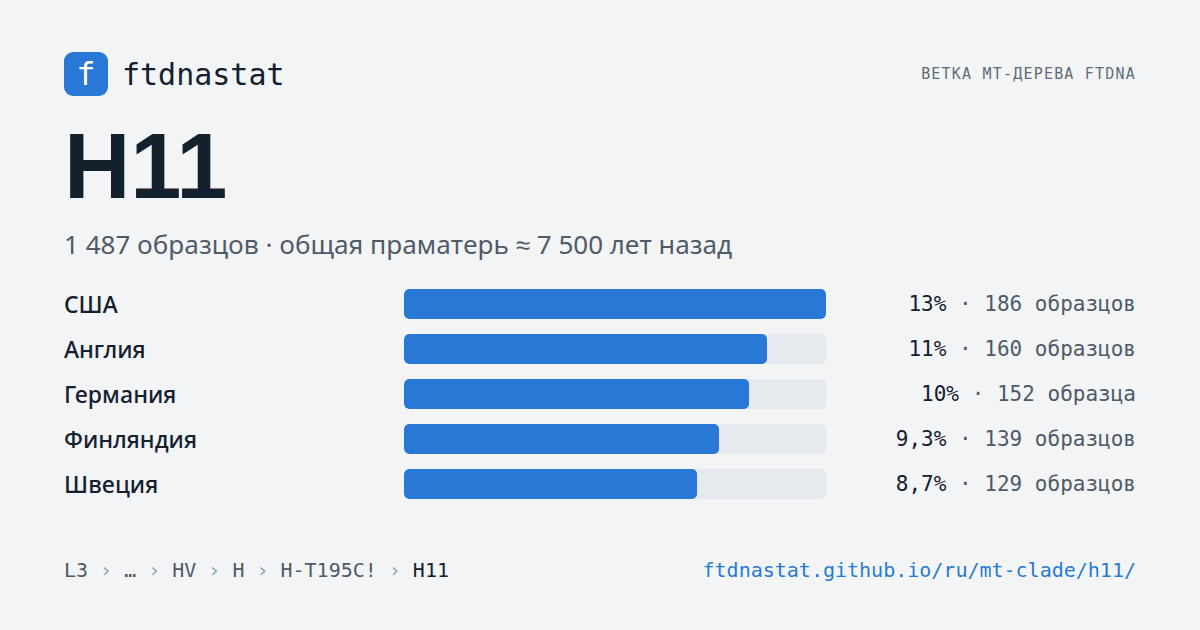 f ftdnastat
ВЕТКА МТ-ДЕРЕВА FTDNA
H11
1 487 образцов · общая праматерь ≈ 7 500 лет назад
США 13% · 186 образцов
Англия 11% · 160 образцов
Германия 10% · 152 образца
Финляндия 9,3% · 139 образцов
Швеция 8,7% · 129 образцов
L3 › … › HV › H › H-T195C! › H11
ftdnastat.github.io/ru/mt-clade/h11/